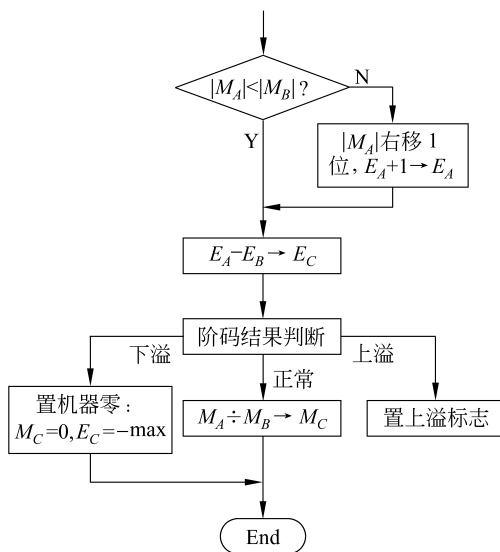 |M_A|<|M_B|?
N
Y
|M_A|右移 1
位, E_A+1→E_A
E_A−E_B→ E_C
阶码结果判断
下溢
正常
上溢
置机器零:
M_C=0,E_C=−max
M_A÷M_B→ M_C
置上溢标志
End